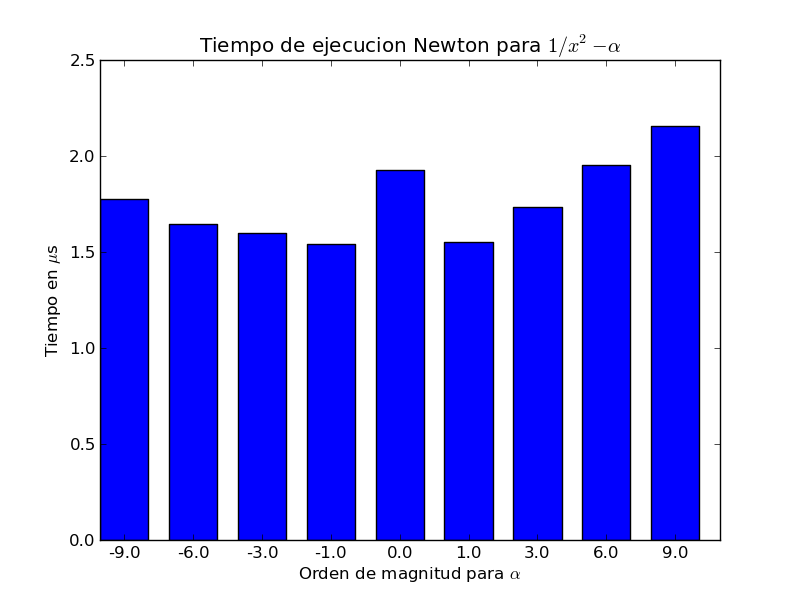 Tiempo de ejecucion Newton para $1/x^2 - \alpha$
2.5
2.0
1.5
1.0
0.5
0.0
Tiempo en μs
-9.0 -6.0 -3.0 -1.0 0.0 1.0 3.0 6.0 9.0
Orden de magnitud para α